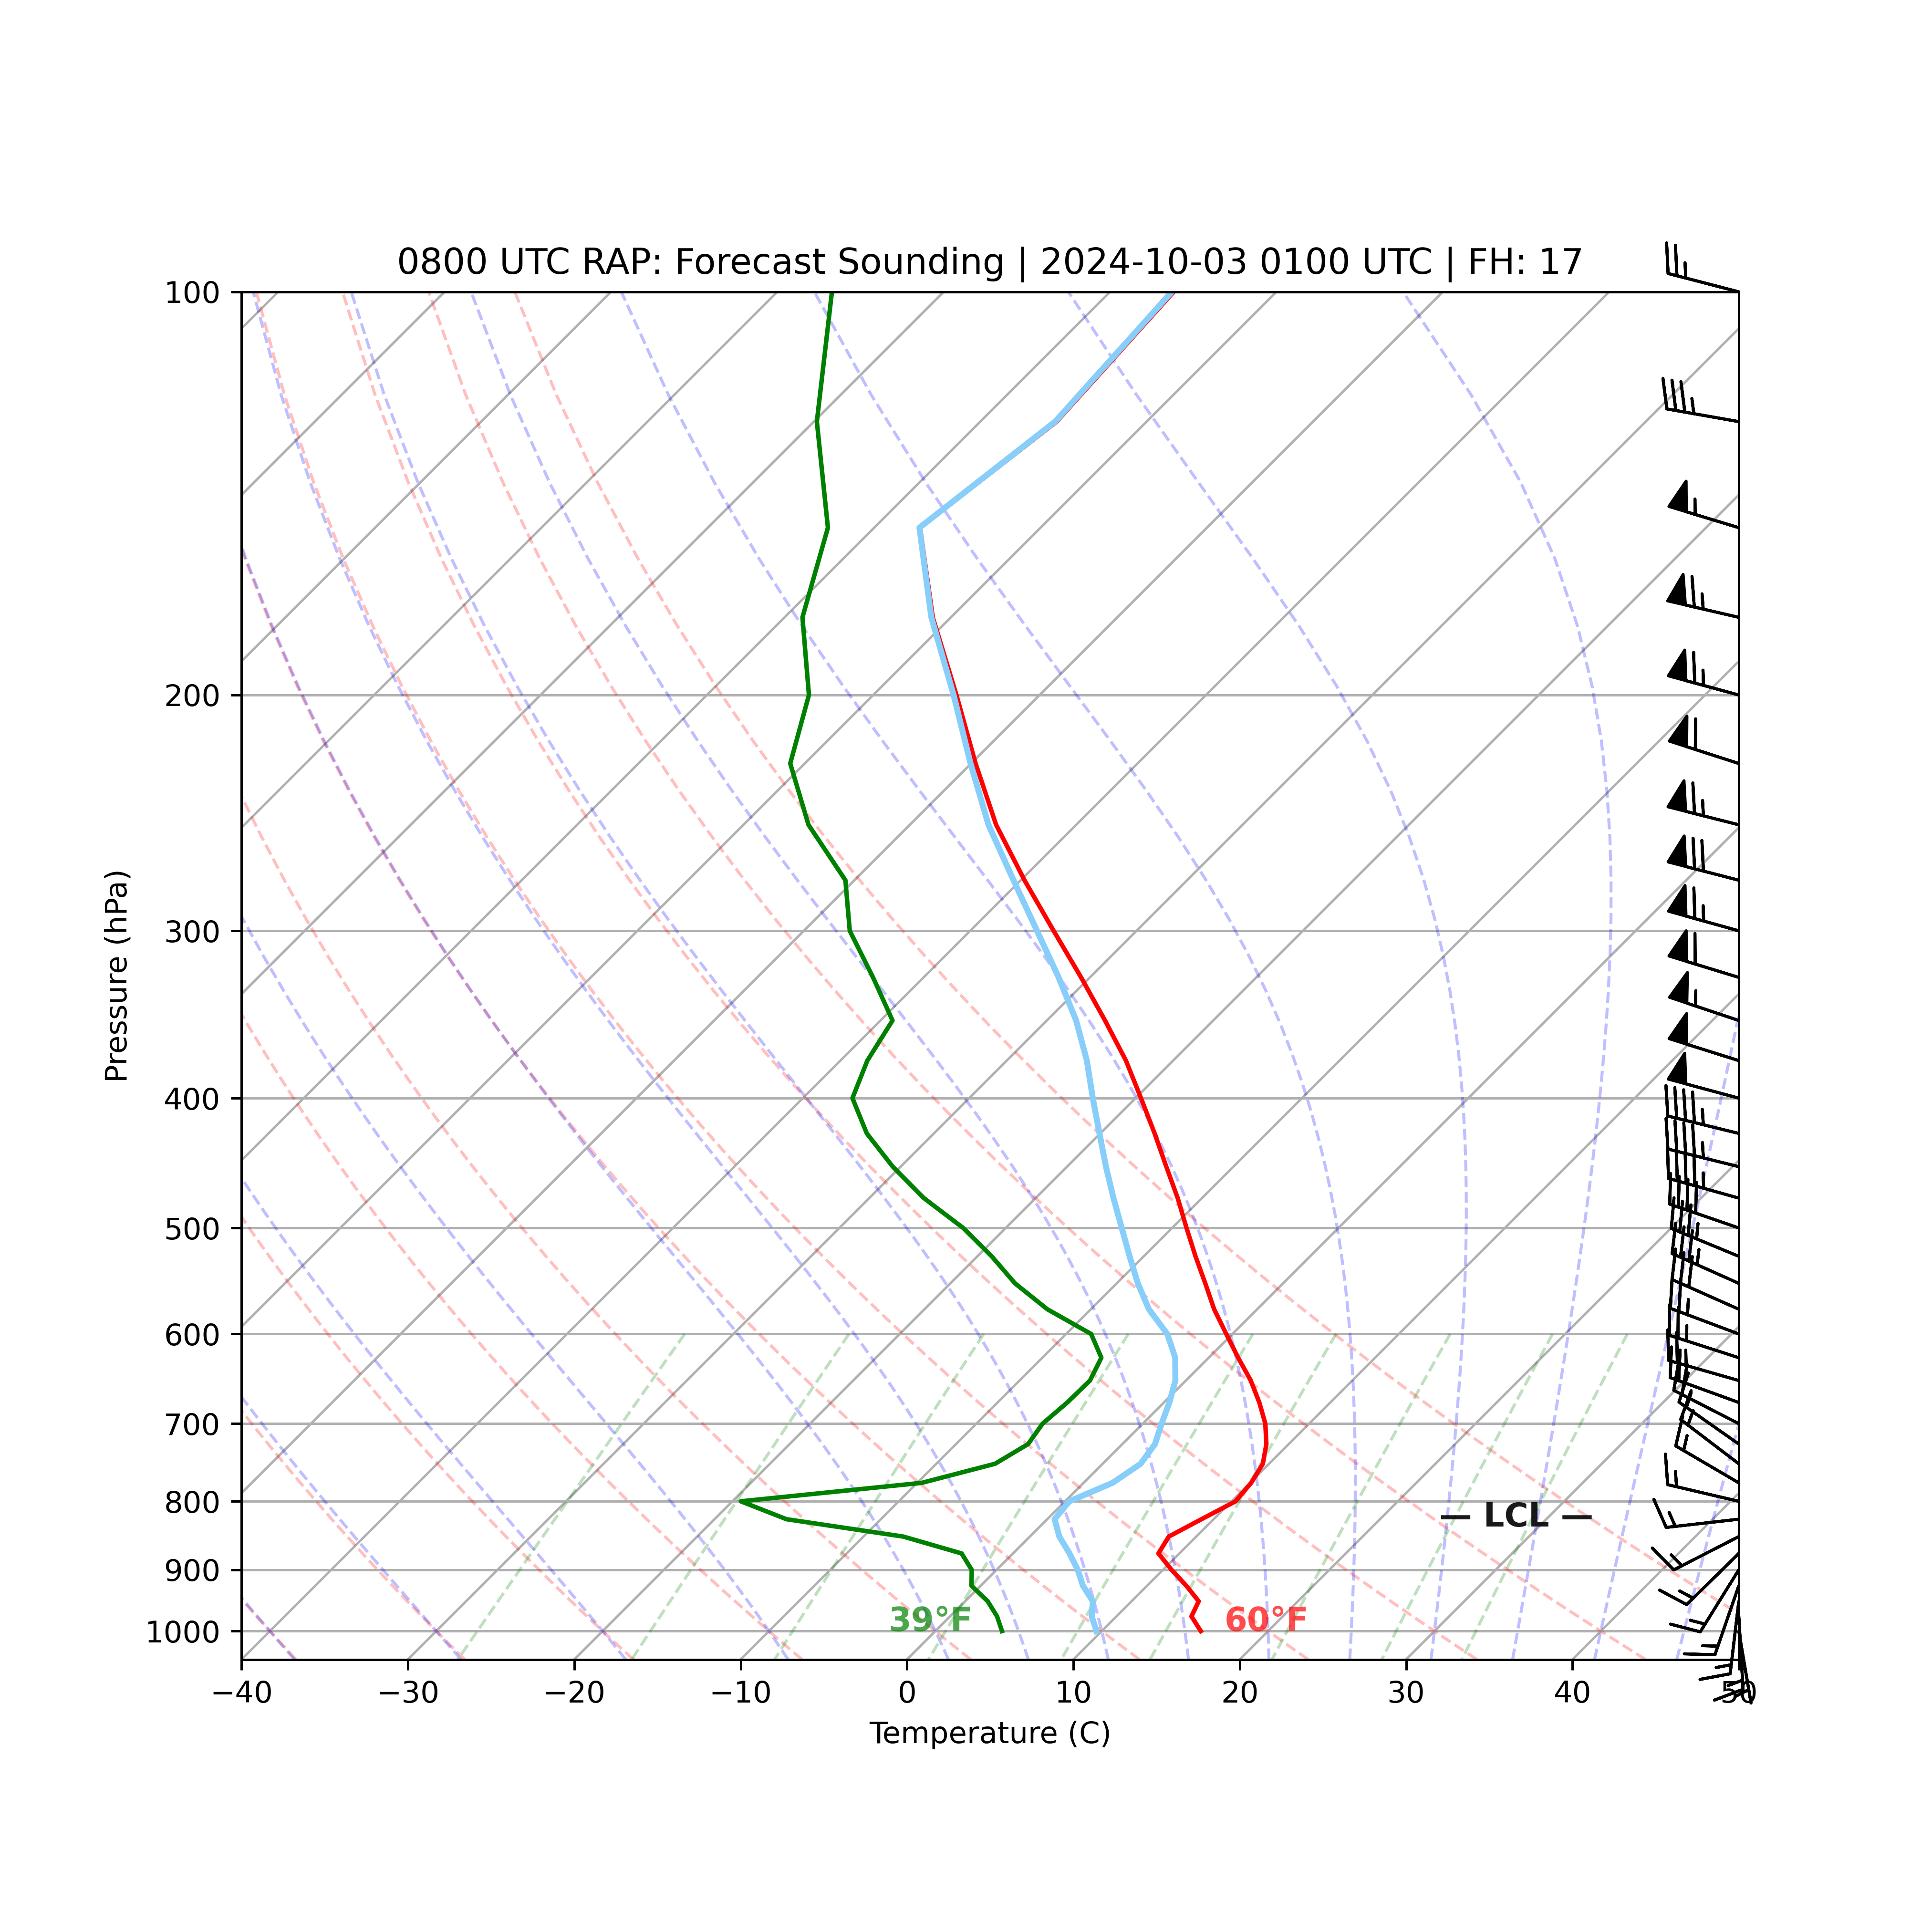 0800 UTC RAP: Forecast Sounding | 2024-10-03 0100 UTC | FH: 17
100
200
300
400
500
600
700
800
900
1000
Pressure (hPa)
— LCL —
39°F
60°F
−40 −30 −20 −10 0 10 20 30 40 50
Temperature (C)